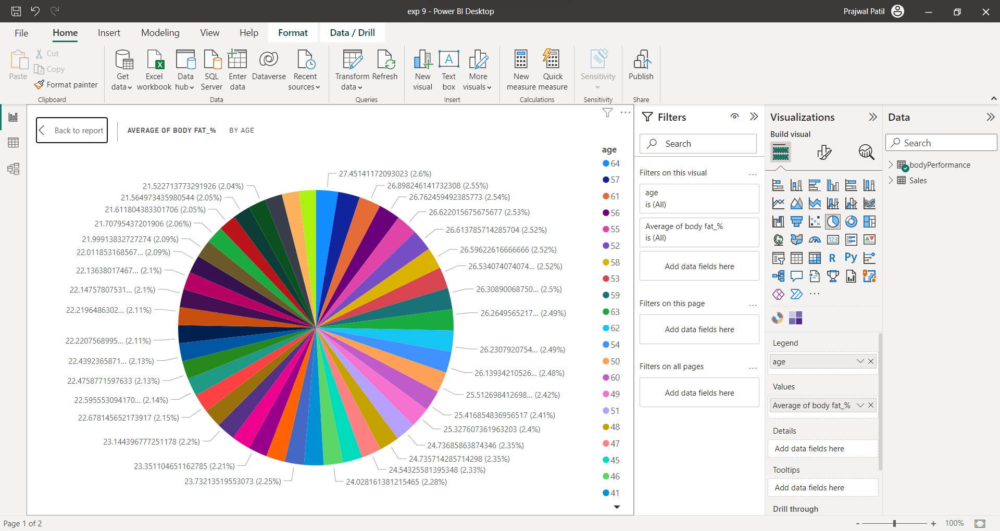 exp 9 - Power BI Desktop
Prajwal Patil
File Home Insert Modeling View Help Format Data / Drill
Paste
Cut
Copy
Format painter
Clipboard
Get data
Excel workbook
Data hub
SQL Server
Enter data
Dataverse
Recent sources
Data
Transform data
Refresh
Queries
New visual
Text box
More visuals
Insert
New measure
Quick measure
Calculations
Sensitivity
Sensitivity
Publish
Share
Back to report
AVERAGE OF BODY FAT_% BY AGE
27.45141172093023 (2.6%)
26.898246141732308 (2.55%)
26.762459492385773 (2.54%)
26.622015675675677 (2.53%)
26.613785714285704 (2.52%)
26.59622616666666 (2.52%)
26.534074074074... (2.52%)
26.30890068750... (2.5%)
26.2649565217... (2.49%)
26.2307920754... (2.49%)
26.13934210526... (2.48%)
25.512698412698... (2.42%)
25.416854836956517 (2.41%)
25.327607361963203 (2.4%)
24.73685863874346 (2.35%)
24.735714285714298 (2.35%)
24.54325581395348 (2.33%)
24.028161381215465 (2.28%)
23.73213519553073 (2.25%)
23.351104651162785 (2.21%)
23.144396777251178 (2.2%)
22.678145652173917 (2.15%)
22.595553094170... (2.14%)
22.4758771597633 (2.13%)
22.4392365871... (2.13%)
22.2207568995... (2.11%)
22.2196486302... (2.11%)
22.14757807531... (2.1%)
22.13638017467... (2.1%)
22.011853168567... (2.09%)
21.99913832727274 (2.09%)
21.70795437201906 (2.06%)
21.611804383301706 (2.05%)
21.564973435980544 (2.05%)
21.522713773291926 (2.04%)
age
64
57
61
56
55
52
58
53
59
63
62
54
50
60
49
51
48
47
45
46
41
Filters
Search
Filters on this visual
age
is (All)
Average of body fat_%
is (All)
Add data fields here
Filters on this page
Add data fields here
Filters on all pages
Add data fields here
Visualizations
Build visual
123
R
Py
Legend
age
Values
Average of body fat_%
Details
Add data fields here
Tooltips
Add data fields here
Drill through
Data
Search
bodyPerformance
Sales
Page 1 of 2
- + 100%